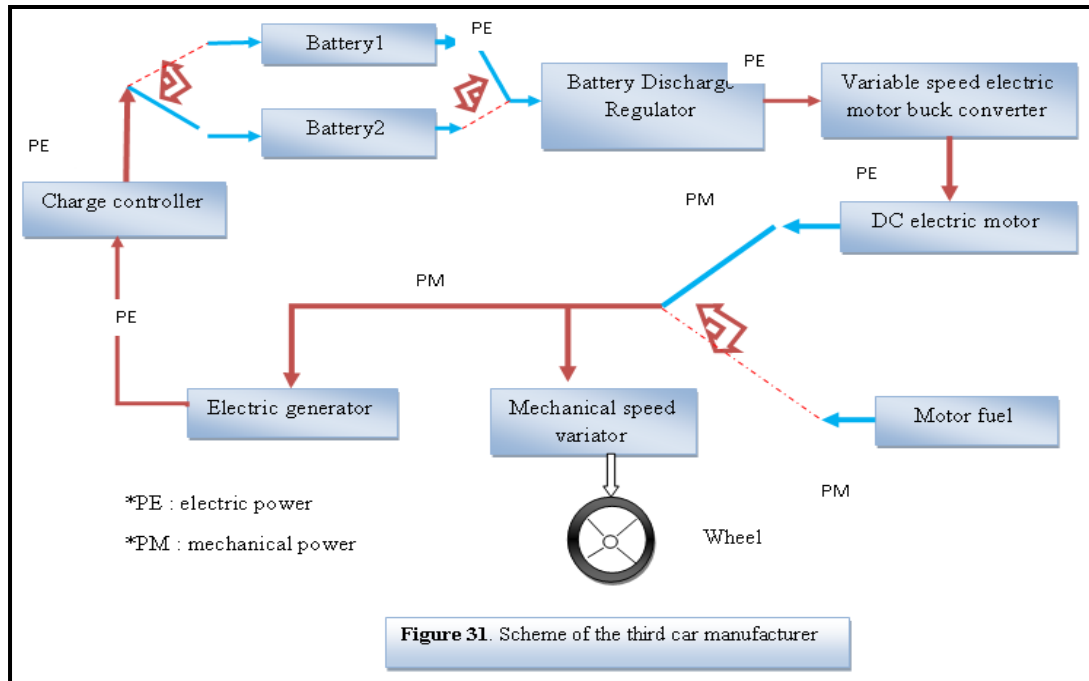 PE
Battery1
PE
Battery Discharge
Regulator
PE
Variable speed electric
motor buck converter
Battery2
PE
Charge controller
PE
PM
DC electric motor
PM
PE
Electric generator
Mechanical speed
variator
Motor fuel
PM
*PE : electric power
*PM : mechanical power
Wheel
Figure 31. Scheme of the third car manufacturer